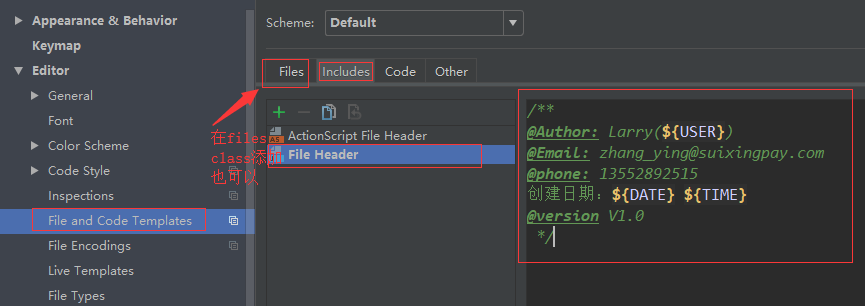 Appearance & Behavior
Keymap
Editor
General
Font
Color Scheme
Code Style
Inspections
File and Code Templates
File Encodings
Live Templates
File Types
Scheme: Default
Files Includes Code Other
ActionScript File Header
File Header
在files
class添加
也可以
/**
@Author: Larry(${USER})
@Email: zhang_ying@suixingpay.com
@phone: 13552892515
创建日期：${DATE} ${TIME}
@version V1.0
*/